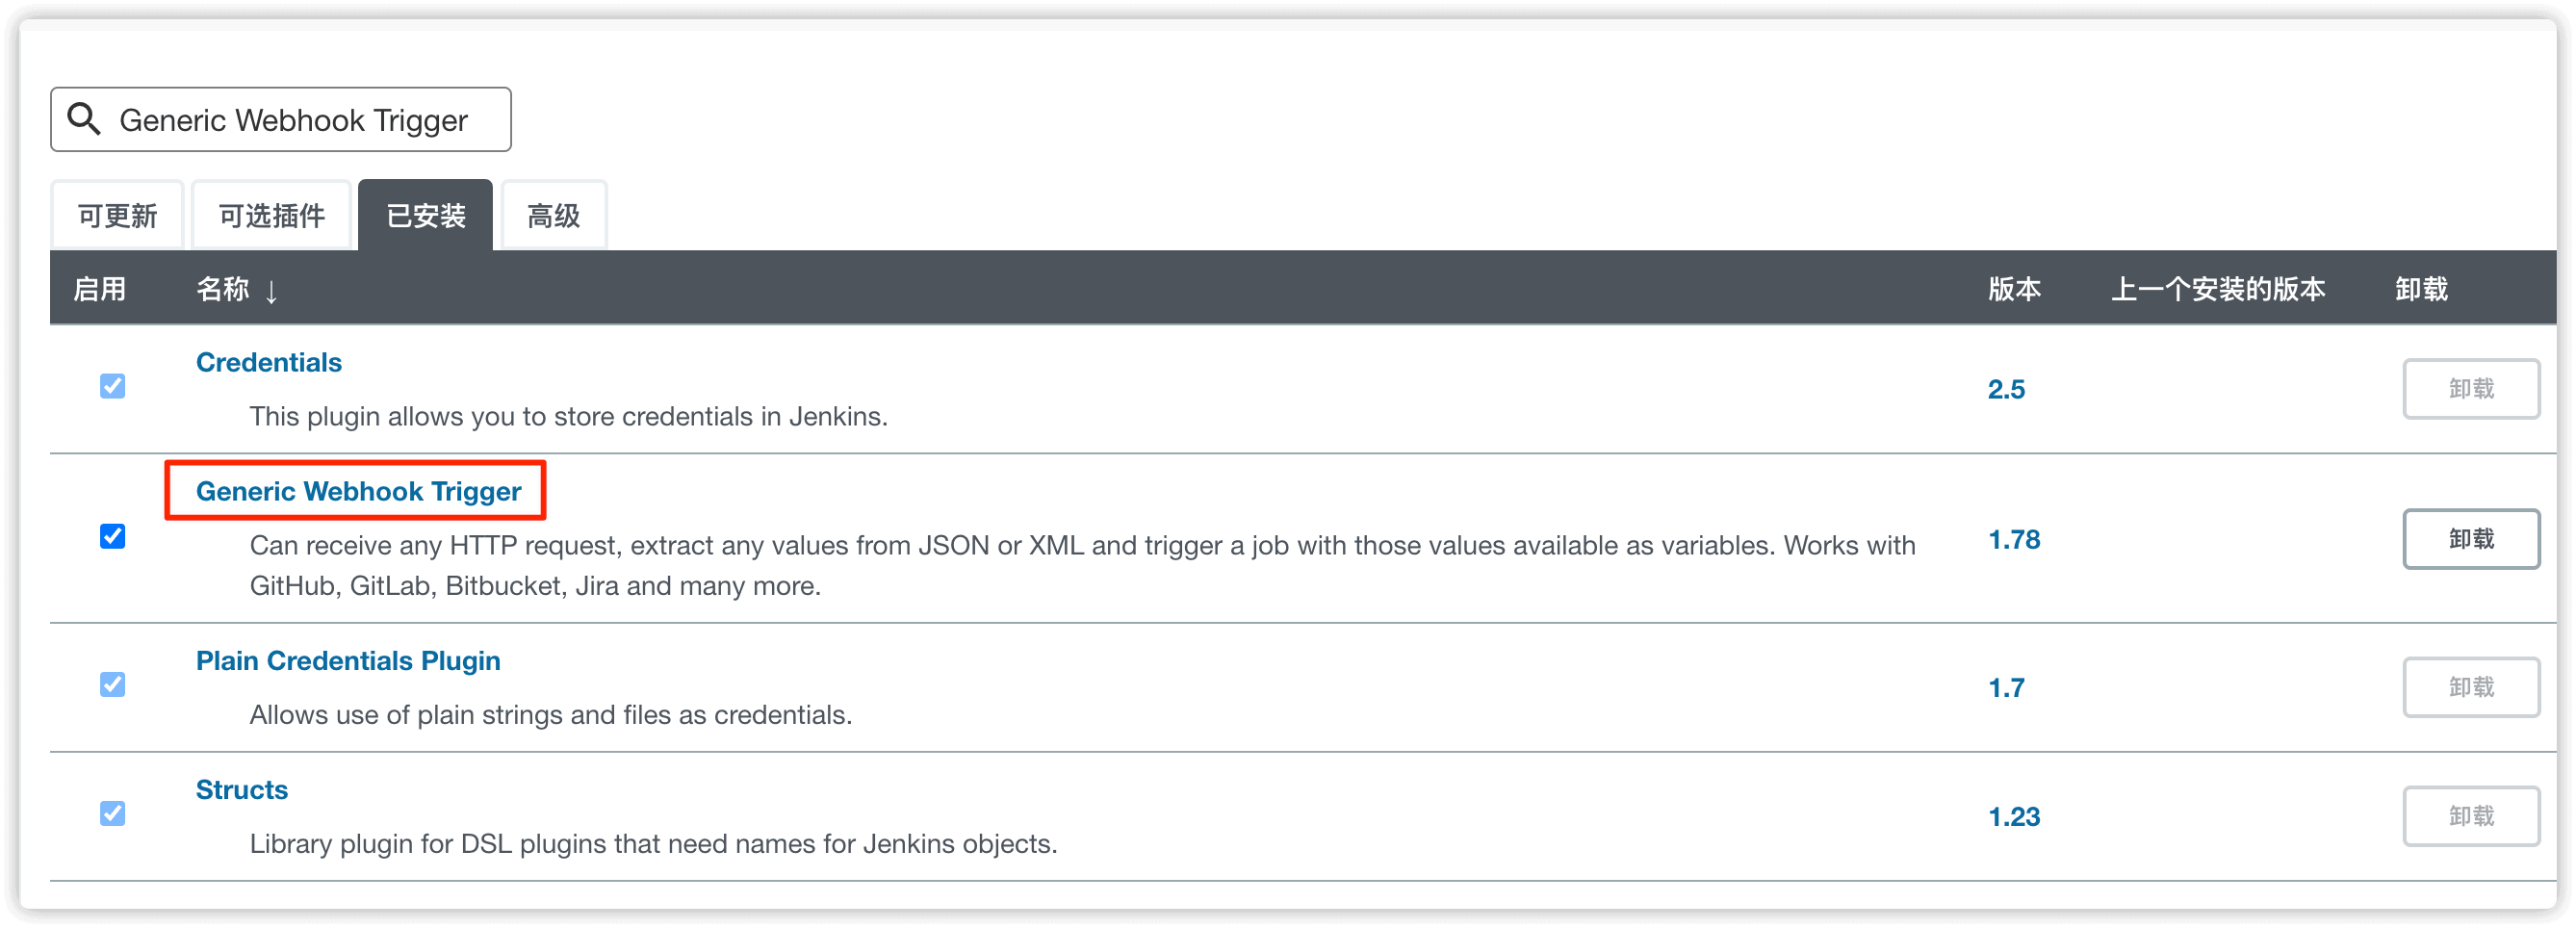 Generic Webhook Trigger
可更新 可选插件 已安装 高级
启用 名称 ↓ 版本 上一个安装的版本 卸载
Credentials
This plugin allows you to store credentials in Jenkins.
2.5 卸载
Generic Webhook Trigger
Can receive any HTTP request, extract any values from JSON or XML and trigger a job with those values available as variables. Works with
GitHub, GitLab, Bitbucket, Jira and many more.
1.78 卸载
Plain Credentials Plugin
Allows use of plain strings and files as credentials.
1.7 卸载
Structs
Library plugin for DSL plugins that need names for Jenkins objects.
1.23 卸载